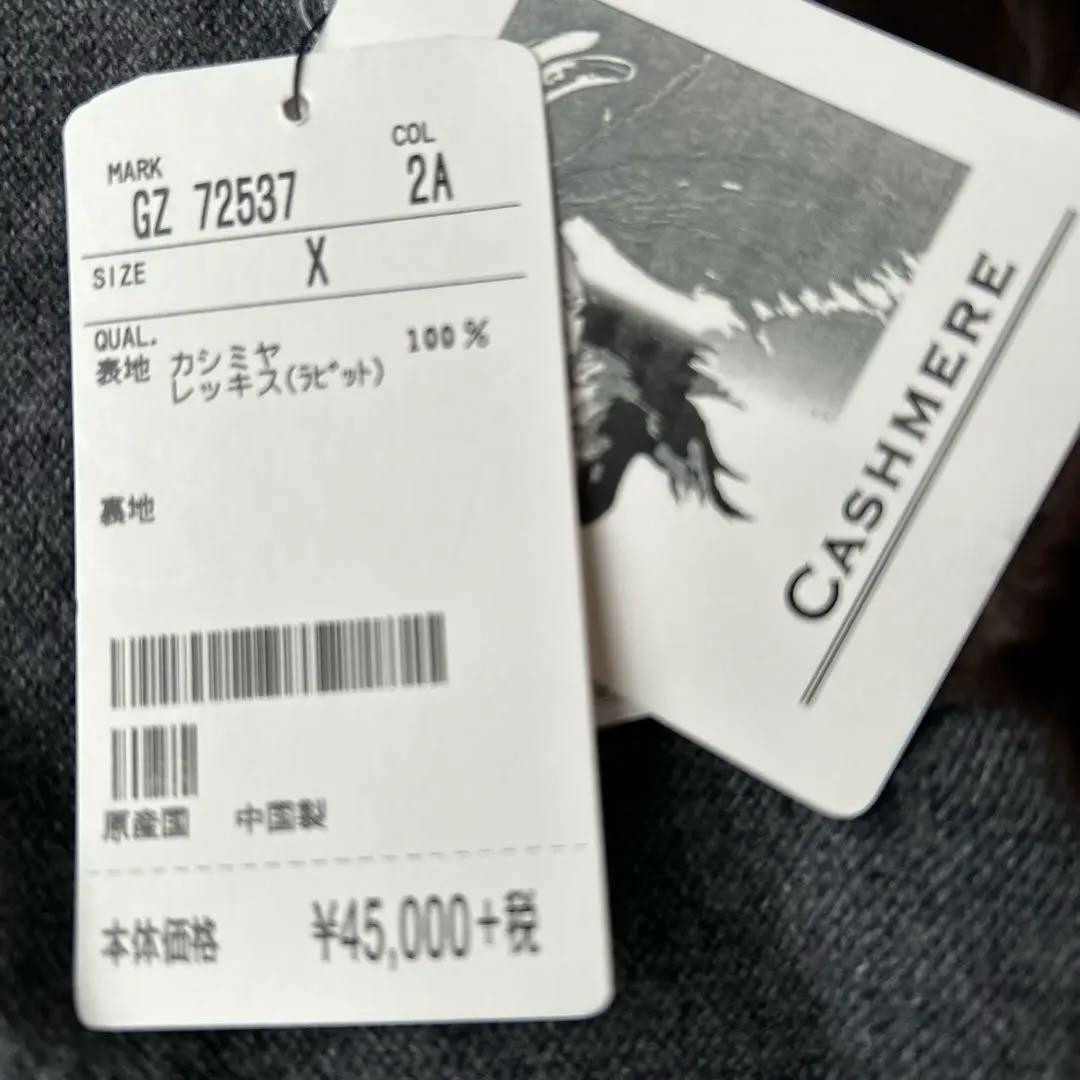 MARK
COL
GZ 72537
2A
SIZE X
QUAL.
表地 カシミヤ 100%
レッキス(ﾗﾋﾞｯﾄ)
裏地
原産国 中国製
本体価格 ¥45,000+税
CASHMERE